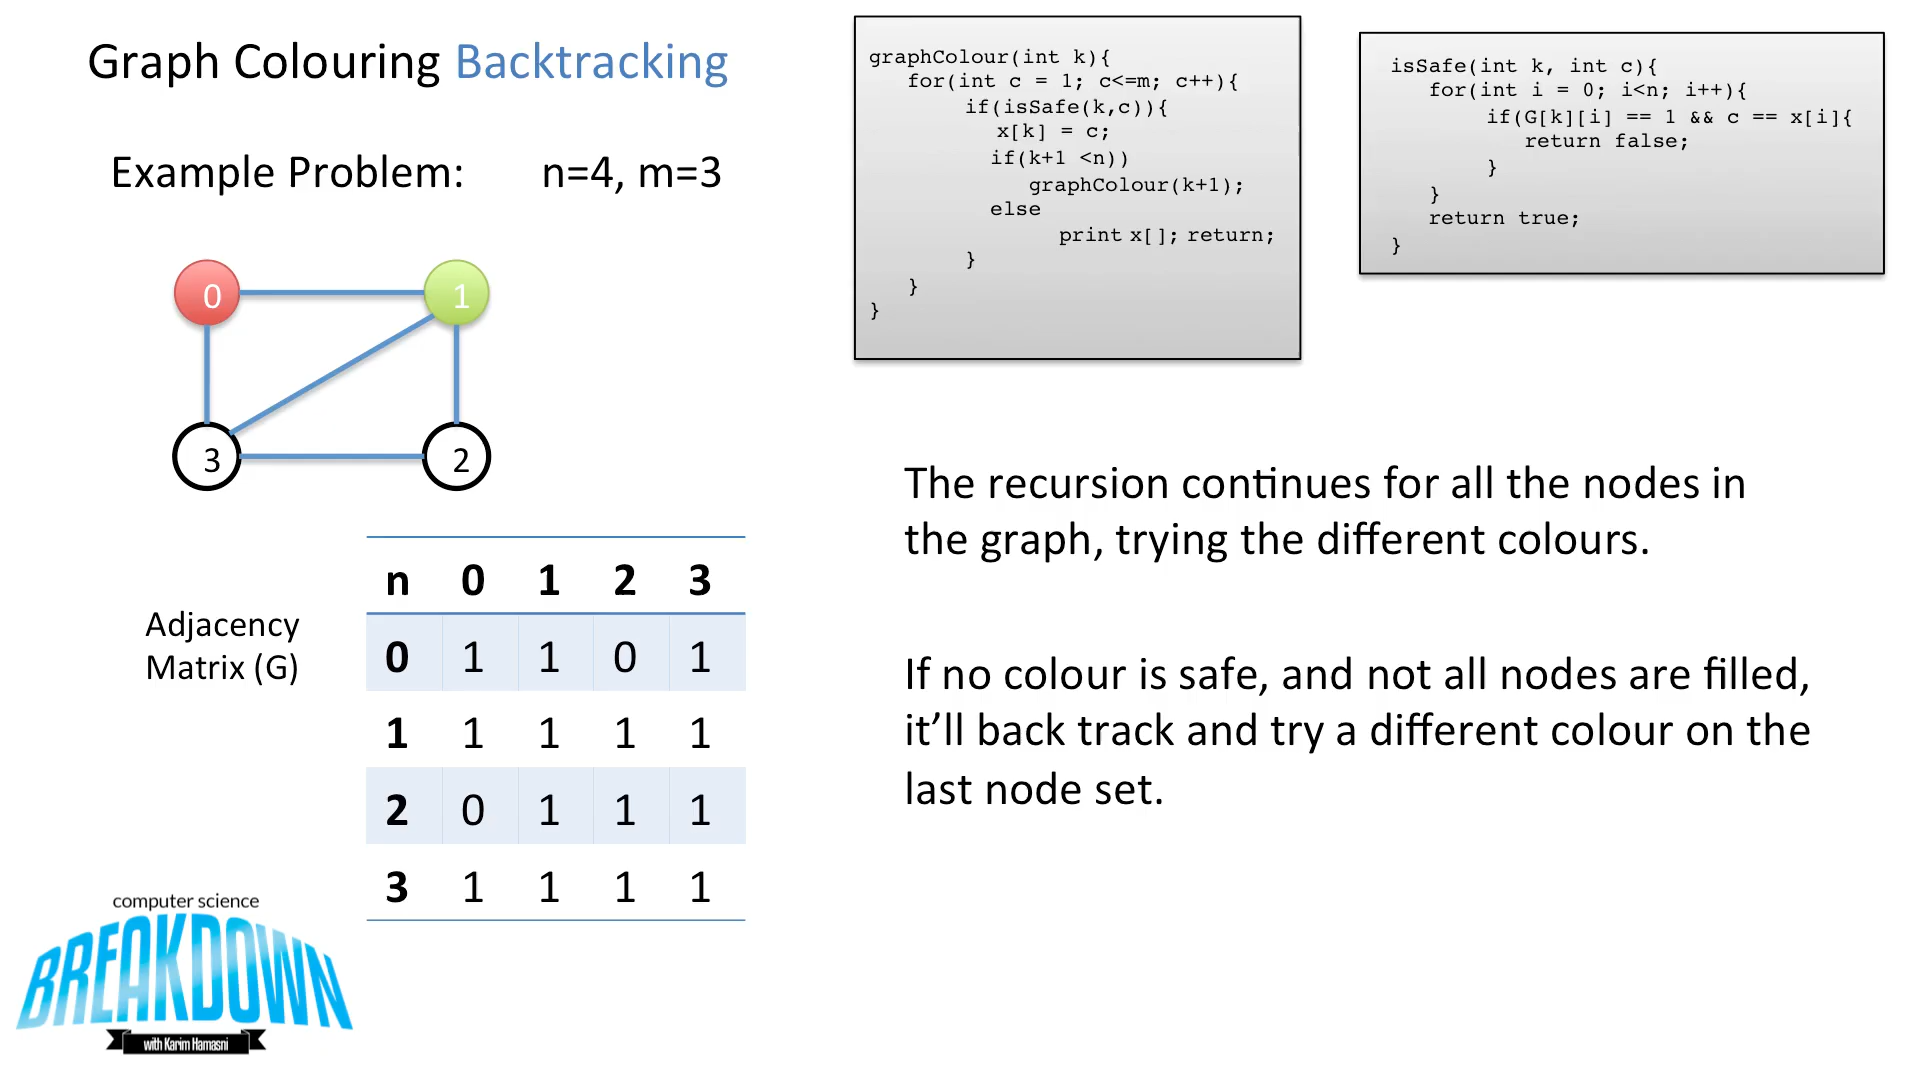 Graph Colouring Backtracking
Example Problem: n=4, m=3
0
1
3
2
Adjacency
Matrix (G)
n 0 1 2 3
0 1 1 0 1
1 1 1 1 1
2 0 1 1 1
3 1 1 1 1
computer science
BREAKDOWN
with Karim Hamasni
graphColour(int k){
for(int c = 1; c<=m; c++){
if(isSafe(k,c)){
x[k] = c;
if(k+1 <n))
graphColour(k+1);
else
print x[]; return;
}
}
}
isSafe(int k, int c){
for(int i = 0; i<n; i++){
if(G[k][i] == 1 && c == x[i]{
return false;
}
}
return true;
}
The recursion continues for all the nodes in
the graph, trying the different colours.
If no colour is safe, and not all nodes are filled,
it’ll back track and try a different colour on the
last node set.